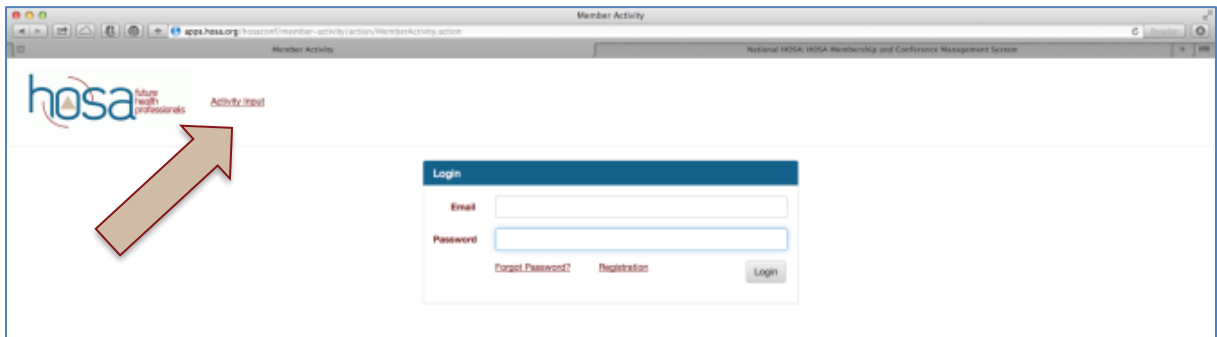 Member Activity
apps.hosa.org/hosaconf/member-activity/action/MemberActivity.action
Reader
Member Activity
National HOSA: HOSA Membership and Conference Management System
hosa future health professionals
Activity Input
Login
Email
Password
Forgot Password?
Registration
Login